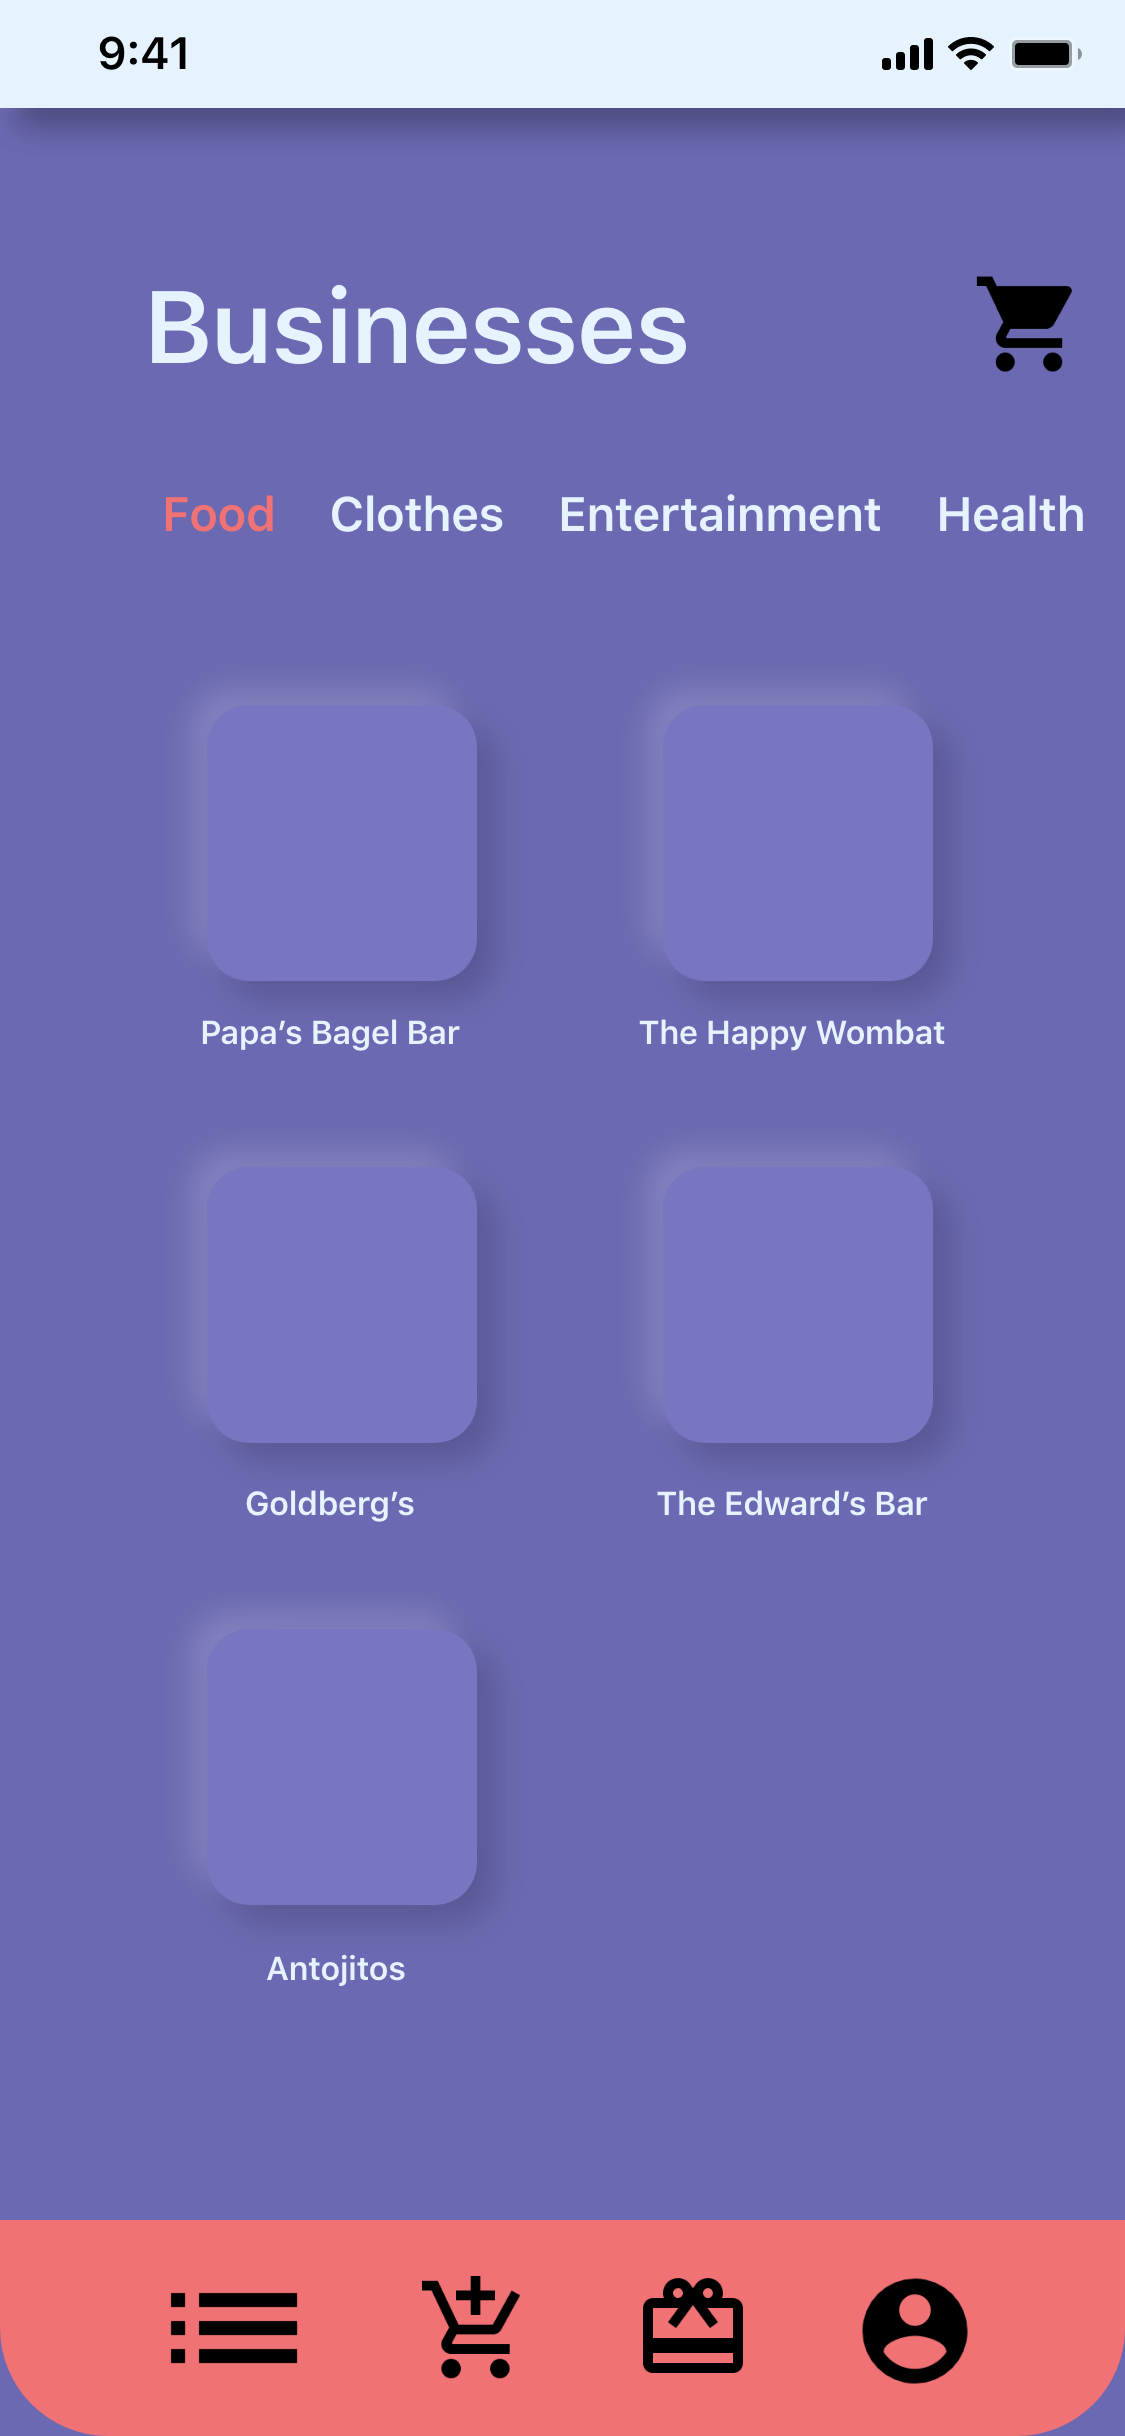 9:41
Businesses
Food Clothes Entertainment Health
Papa’s Bagel Bar The Happy Wombat
Goldberg’s The Edward’s Bar
Antojitos